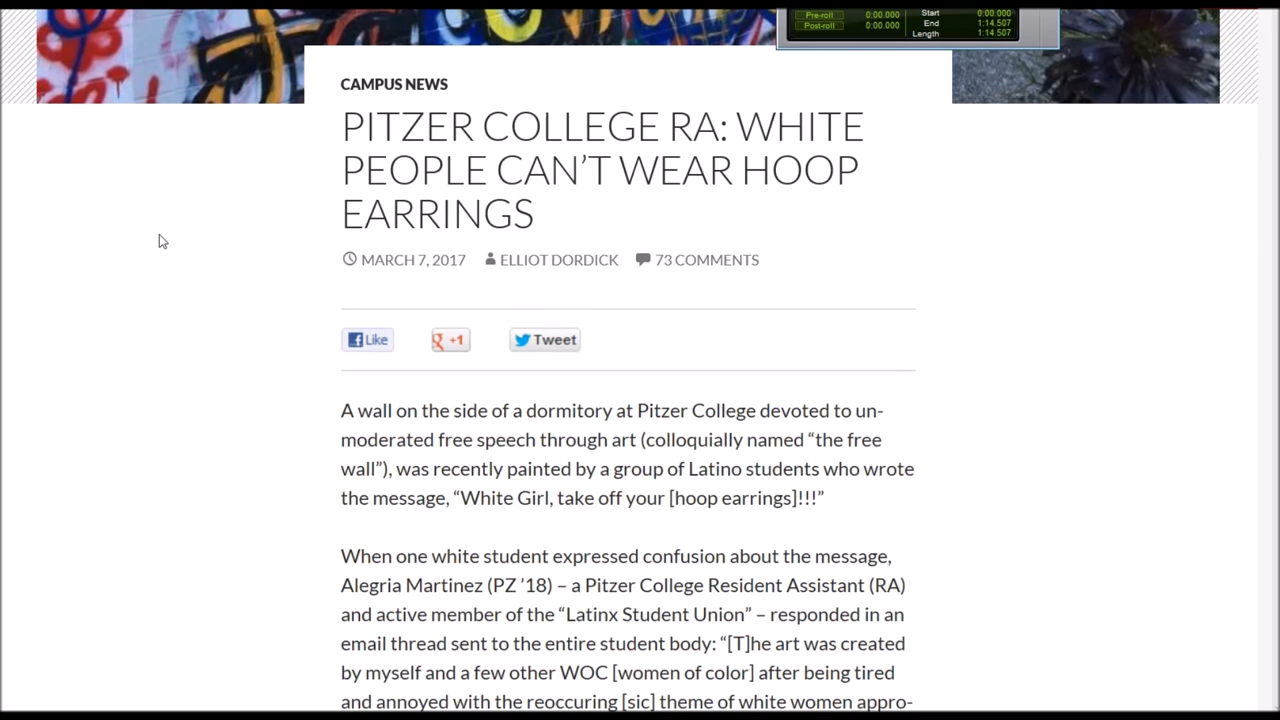 Pre-roll 0:00.000
Post-roll 0:00.000
Start 0:00.000
End 1:14.507
Length 1:14.507
CAMPUS NEWS
PITZER COLLEGE RA: WHITE
PEOPLE CAN’T WEAR HOOP
EARRINGS
MARCH 7, 2017 ELLIOT DORDICK 73 COMMENTS
Like +1 Tweet
A wall on the side of a dormitory at Pitzer College devoted to un-
moderated free speech through art (colloquially named “the free
wall”), was recently painted by a group of Latino students who wrote
the message, “White Girl, take off your [hoop earrings]!!!”
When one white student expressed confusion about the message,
Alegria Martinez (PZ ’18) – a Pitzer College Resident Assistant (RA)
and active member of the “Latinx Student Union” – responded in an
email thread sent to the entire student body: “[T]he art was created
by myself and a few other WOC [women of color] after being tired
and annoyed with the reoccuring [sic] theme of white women appro-